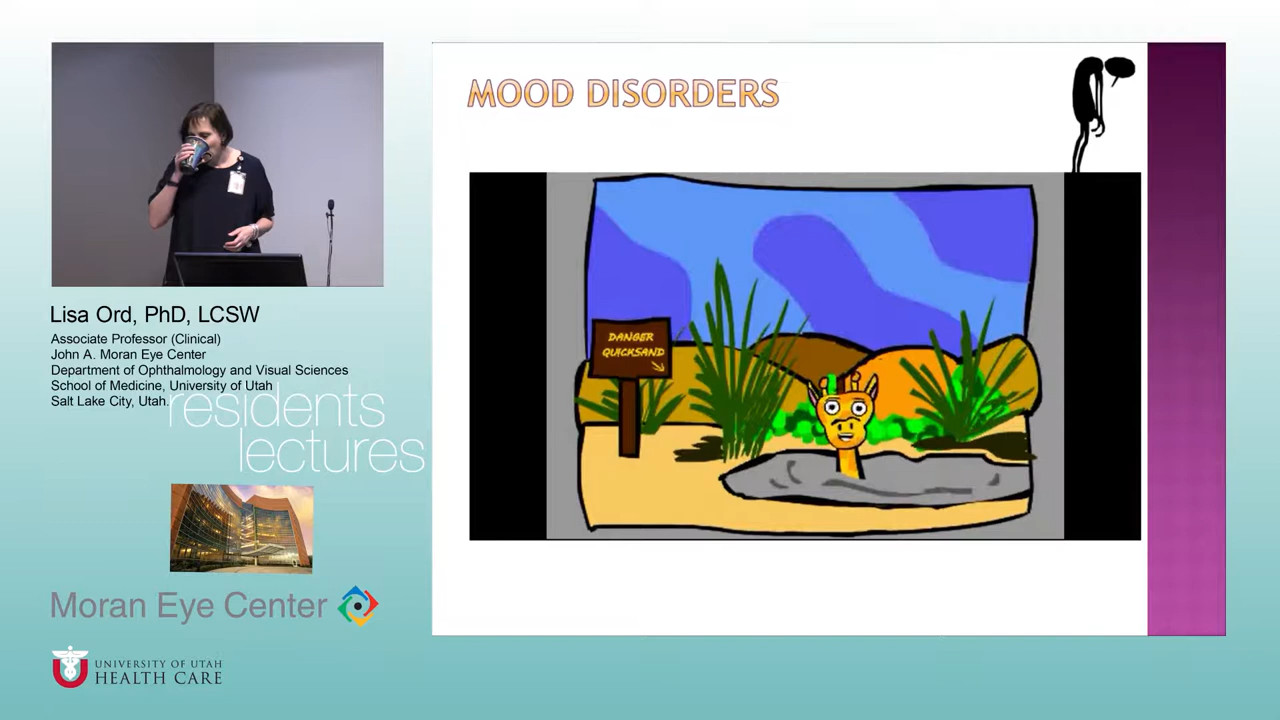 MOOD DISORDERS
DANGER
QUICKSAND
Lisa Ord, PhD, LCSW
Associate Professor (Clinical)
John A. Moran Eye Center
Department of Ophthalmology and Visual Sciences
School of Medicine, University of Utah
Salt Lake City, Utah.
residents
lectures
Moran Eye Center
UNIVERSITY OF UTAH
HEALTH CARE